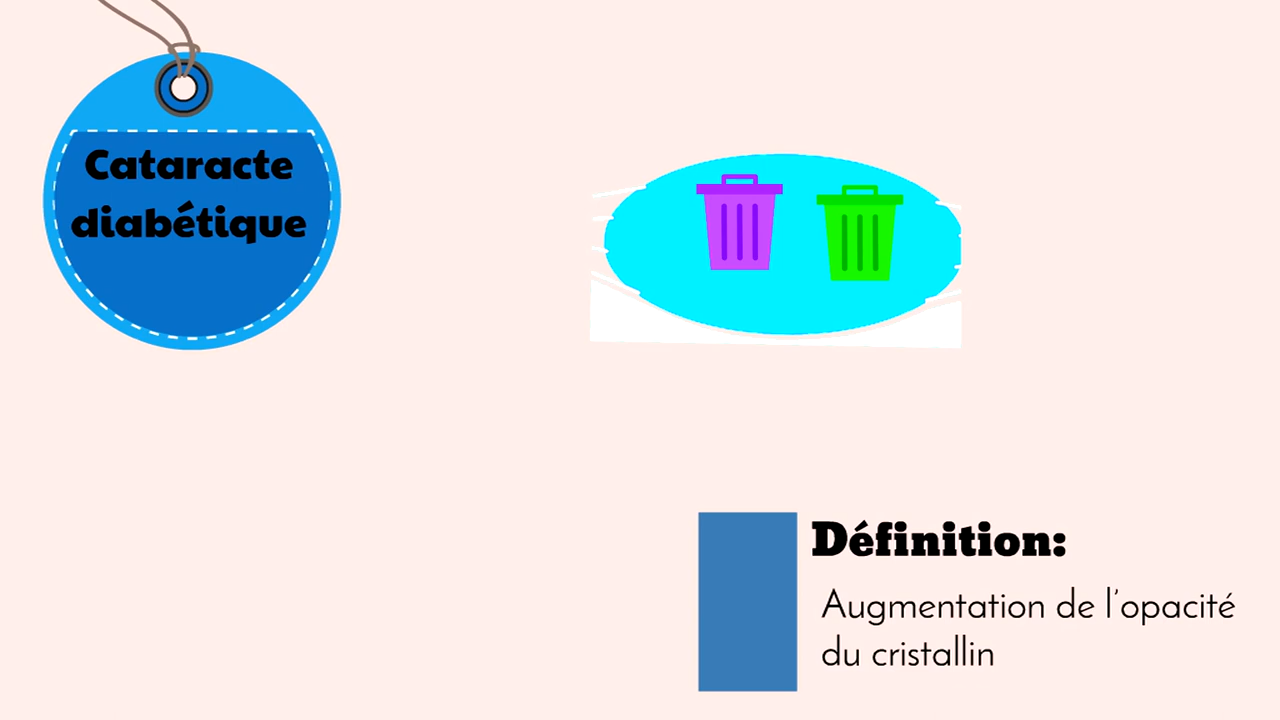 Cataracte
diabétique
Définition:
Augmentation de l'opacité
du cristallin